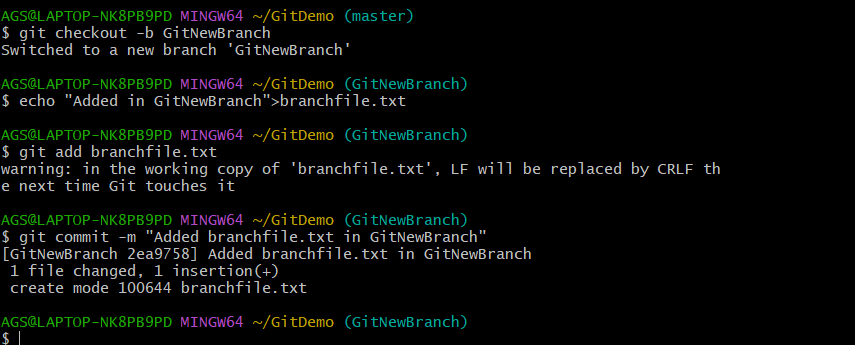 AGS@LAPTOP-NK8PB9PD MINGW64 ~/GitDemo (master)
$ git checkout -b GitNewBranch
Switched to a new branch 'GitNewBranch'

AGS@LAPTOP-NK8PB9PD MINGW64 ~/GitDemo (GitNewBranch)
$ echo "Added in GitNewBranch">branchfile.txt

AGS@LAPTOP-NK8PB9PD MINGW64 ~/GitDemo (GitNewBranch)
$ git add branchfile.txt
warning: in the working copy of 'branchfile.txt', LF will be replaced by CRLF th
e next time Git touches it

AGS@LAPTOP-NK8PB9PD MINGW64 ~/GitDemo (GitNewBranch)
$ git commit -m "Added branchfile.txt in GitNewBranch"
[GitNewBranch 2ea9758] Added branchfile.txt in GitNewBranch
 1 file changed, 1 insertion(+)
 create mode 100644 branchfile.txt

AGS@LAPTOP-NK8PB9PD MINGW64 ~/GitDemo (GitNewBranch)
$